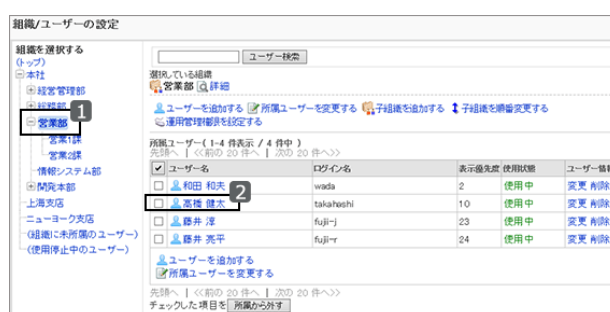 組織/ユーザーの設定
組織を選択する
(トップ)
本社
経営管理部
総務部
1
営業部
営業1課
営業2課
情報システム部
開発本部
上海支店
ニューヨーク支店
(組織に未所属のユーザー)
(使用停止中のユーザー)
ユーザー検索
選択している組織
営業部 詳細
ユーザーを追加する 所属ユーザーを変更する 子組織を追加する 子組織を順番変更する
運用管理権限を設定する
所属ユーザー( 1-4 件表示 / 4 件中 )
先頭へ | <<前の 20 件へ | 次の 20 件へ>>
ユーザー名 ログイン名 表示優先度 使用状態 ユーザー情報
和田 和夫 wada 2 使用中 変更 削除
2
高橋 健太 takahashi 10 使用中 変更 削除
藤井 淳 fujii-j 23 使用中 変更 削除
藤井 亮平 fujii-r 24 使用中 変更 削除
ユーザーを追加する
所属ユーザーを変更する
先頭へ | <<前の 20 件へ | 次の 20 件へ>>
チェックした項目を 所属から外す